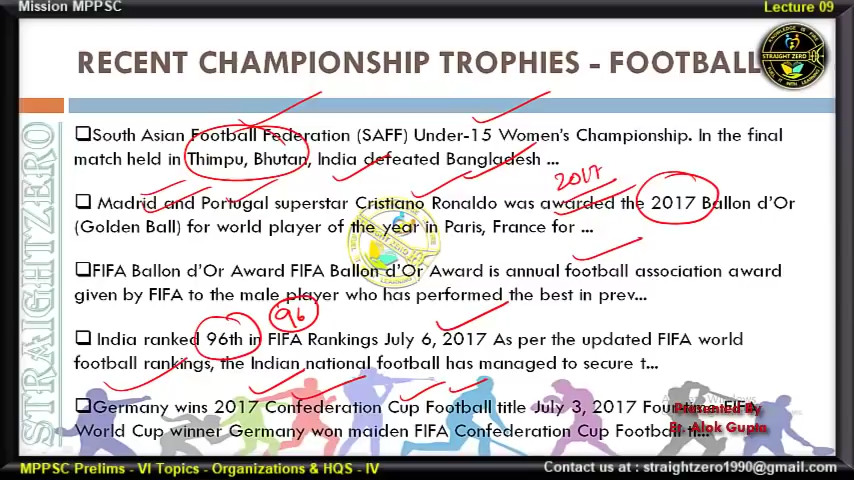 Mission MPPSC
Lecture 09
RECENT CHAMPIONSHIP TROPHIES - FOOTBALL
STRAIGHT ZERO
STRAIGHTZERO
South Asian Football Federation (SAFF) Under-15 Women's Championship. In the final
match held in Thimpu, Bhutan, India defeated Bangladesh ...
2017
Madrid and Portugal superstar Cristiano Ronaldo was awarded the 2017 Ballon d'Or
(Golden Ball) for world player of the year in Paris, France for ...
FIFA Ballon d'Or Award FIFA Ballon d'Or Award is annual football association award
given by FIFA to the male player who has performed the best in prev...
96
India ranked 96th in FIFA Rankings July 6, 2017 As per the updated FIFA world
football rankings, the Indian national football has managed to secure t...
Germany wins 2017 Confederation Cup Football title July 3, 2017 Four-time FIFA
World Cup winner Germany won maiden FIFA Confederation Cup Football
Presented By
Er. Alok Gupta
MPPSC Prelims - VI Topics - Organizations & HQS - IV
Contact us at : straightzero1990@gmail.com